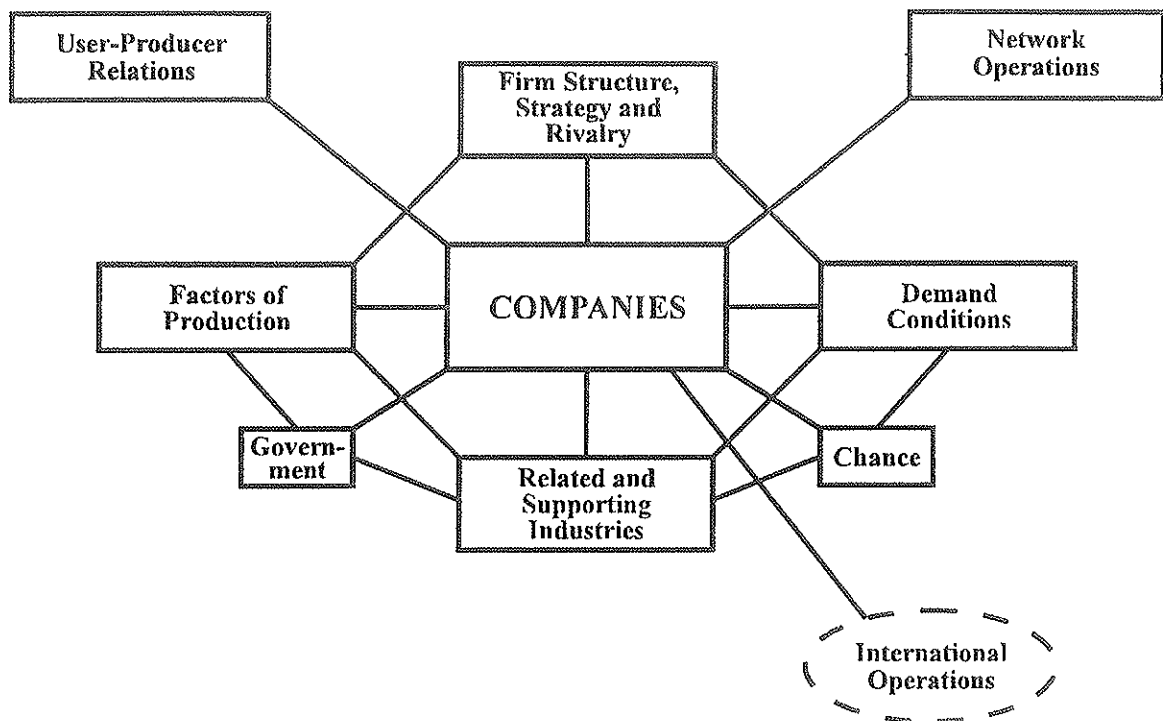 User-Producer
Relations
Network
Operations
Firm Structure,
Strategy and
Rivalry
Factors of
Production
COMPANIES
Demand
Conditions
Govern-
ment
Related and
Supporting
Industries
Chance
International
Operations